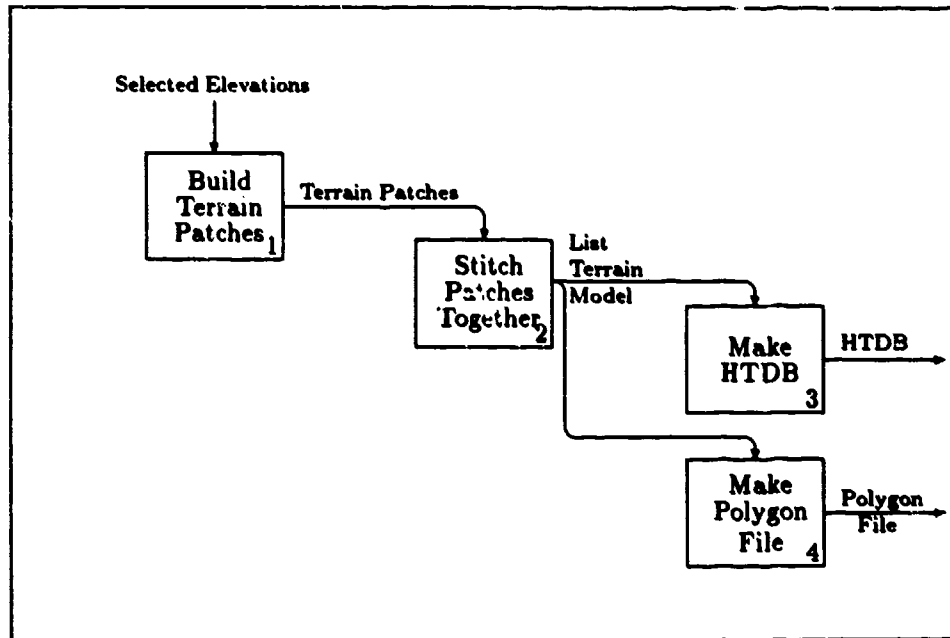 Selected Elevations
Build
Terrain
Patches
1
Terrain Patches
Stitch
Patches
Together
2
List
Terrain
Model
Make
HTDB
3
HTDB
Make
Polygon
File
4
Polygon
File